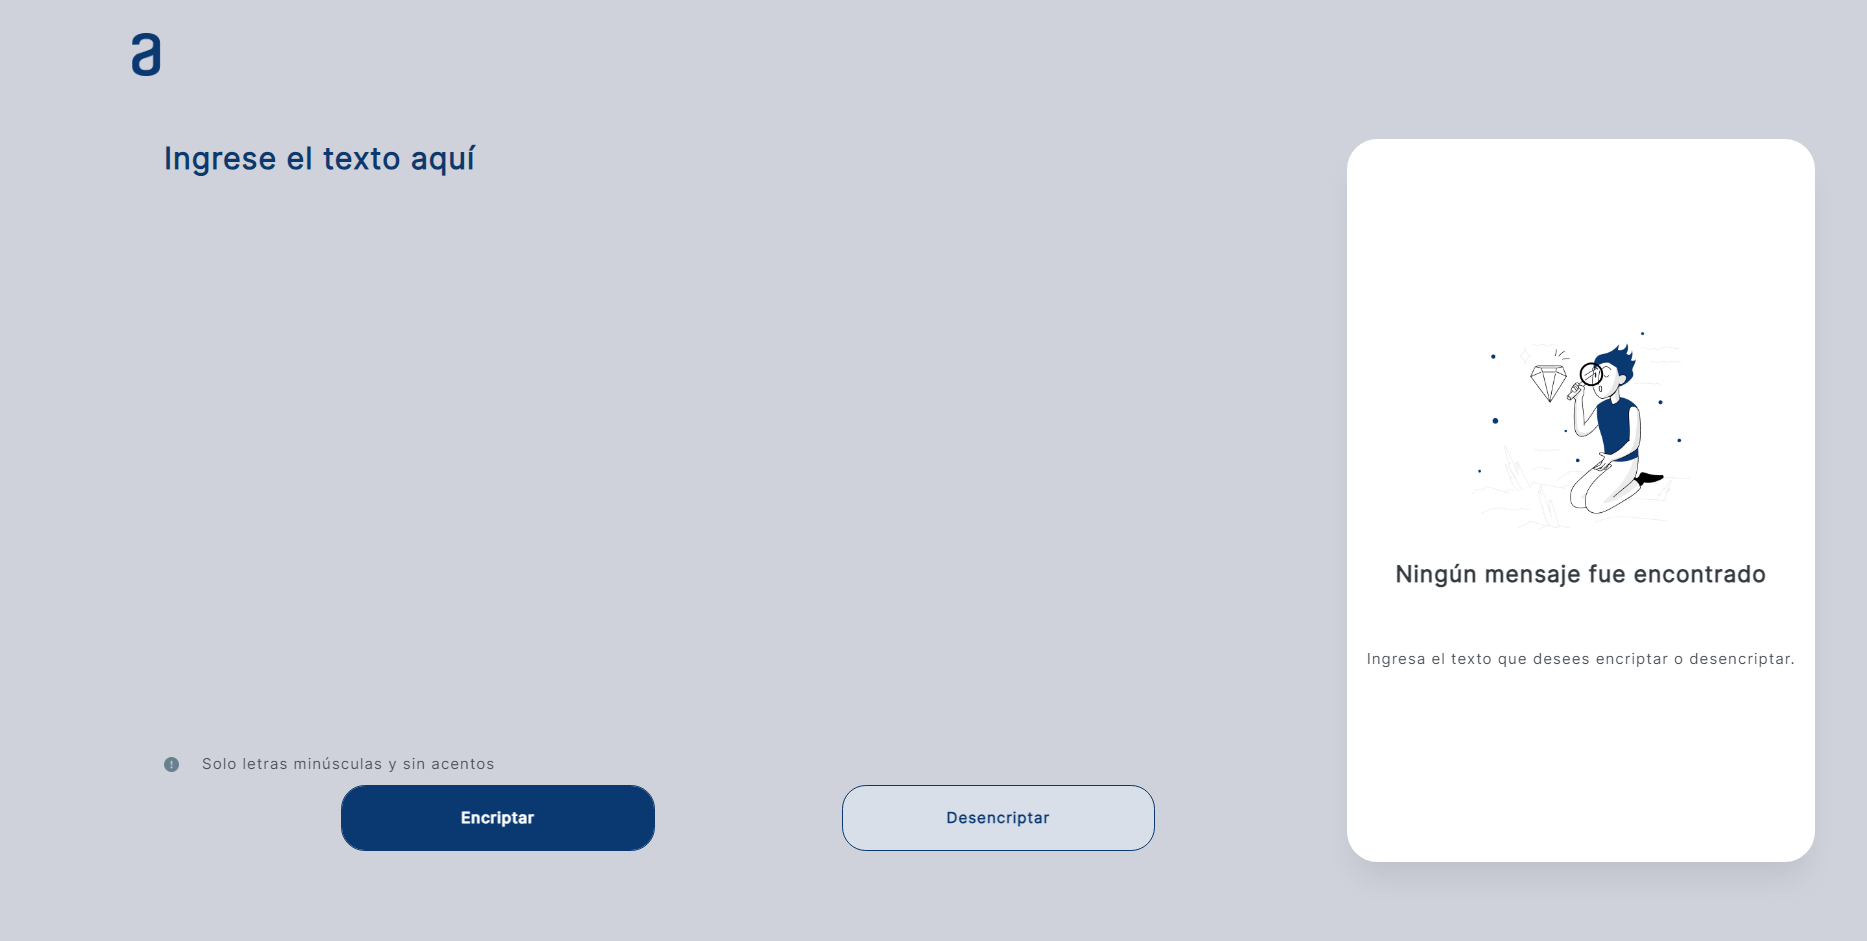 a
Ingrese el texto aquí
Ningún mensaje fue encontrado
Ingresa el texto que desees encriptar o desencriptar.
Solo letras minúsculas y sin acentos
Encriptar
Desencriptar